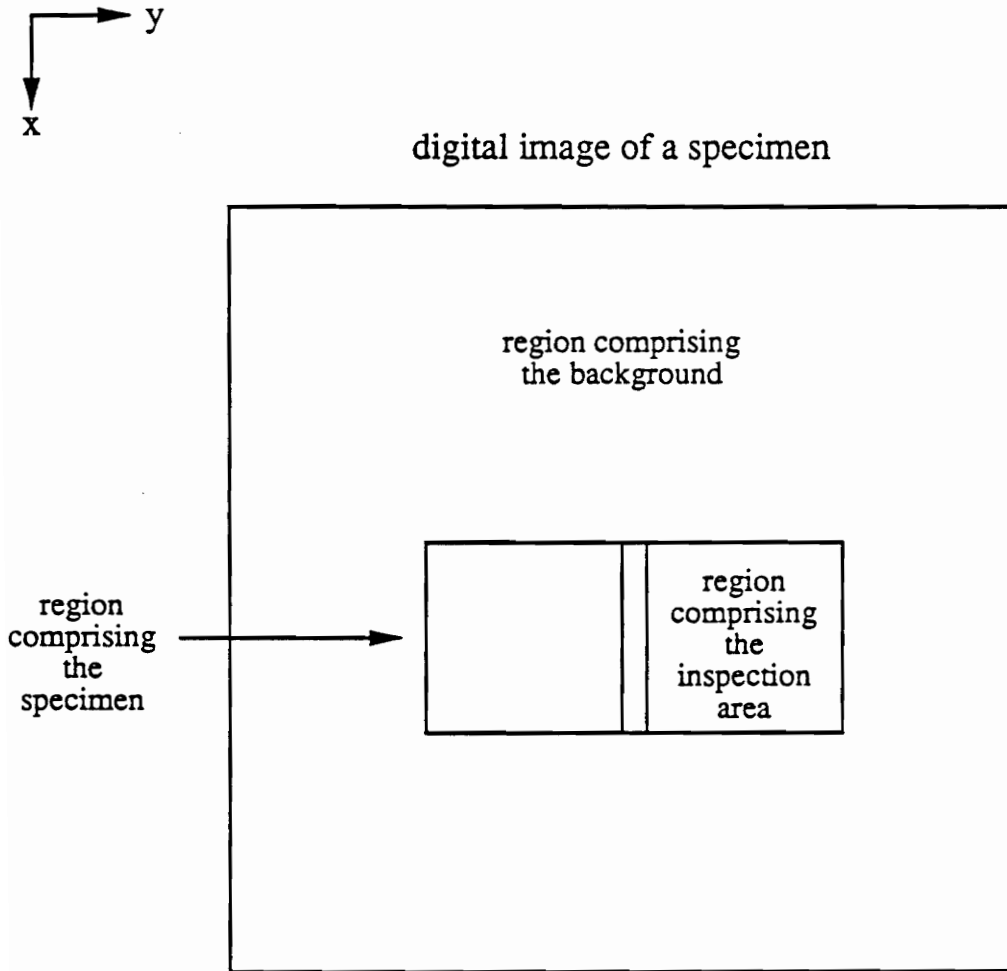 y
x
digital image of a specimen
region comprising
the background
region
comprising
the
specimen
region
comprising
the
inspection
area